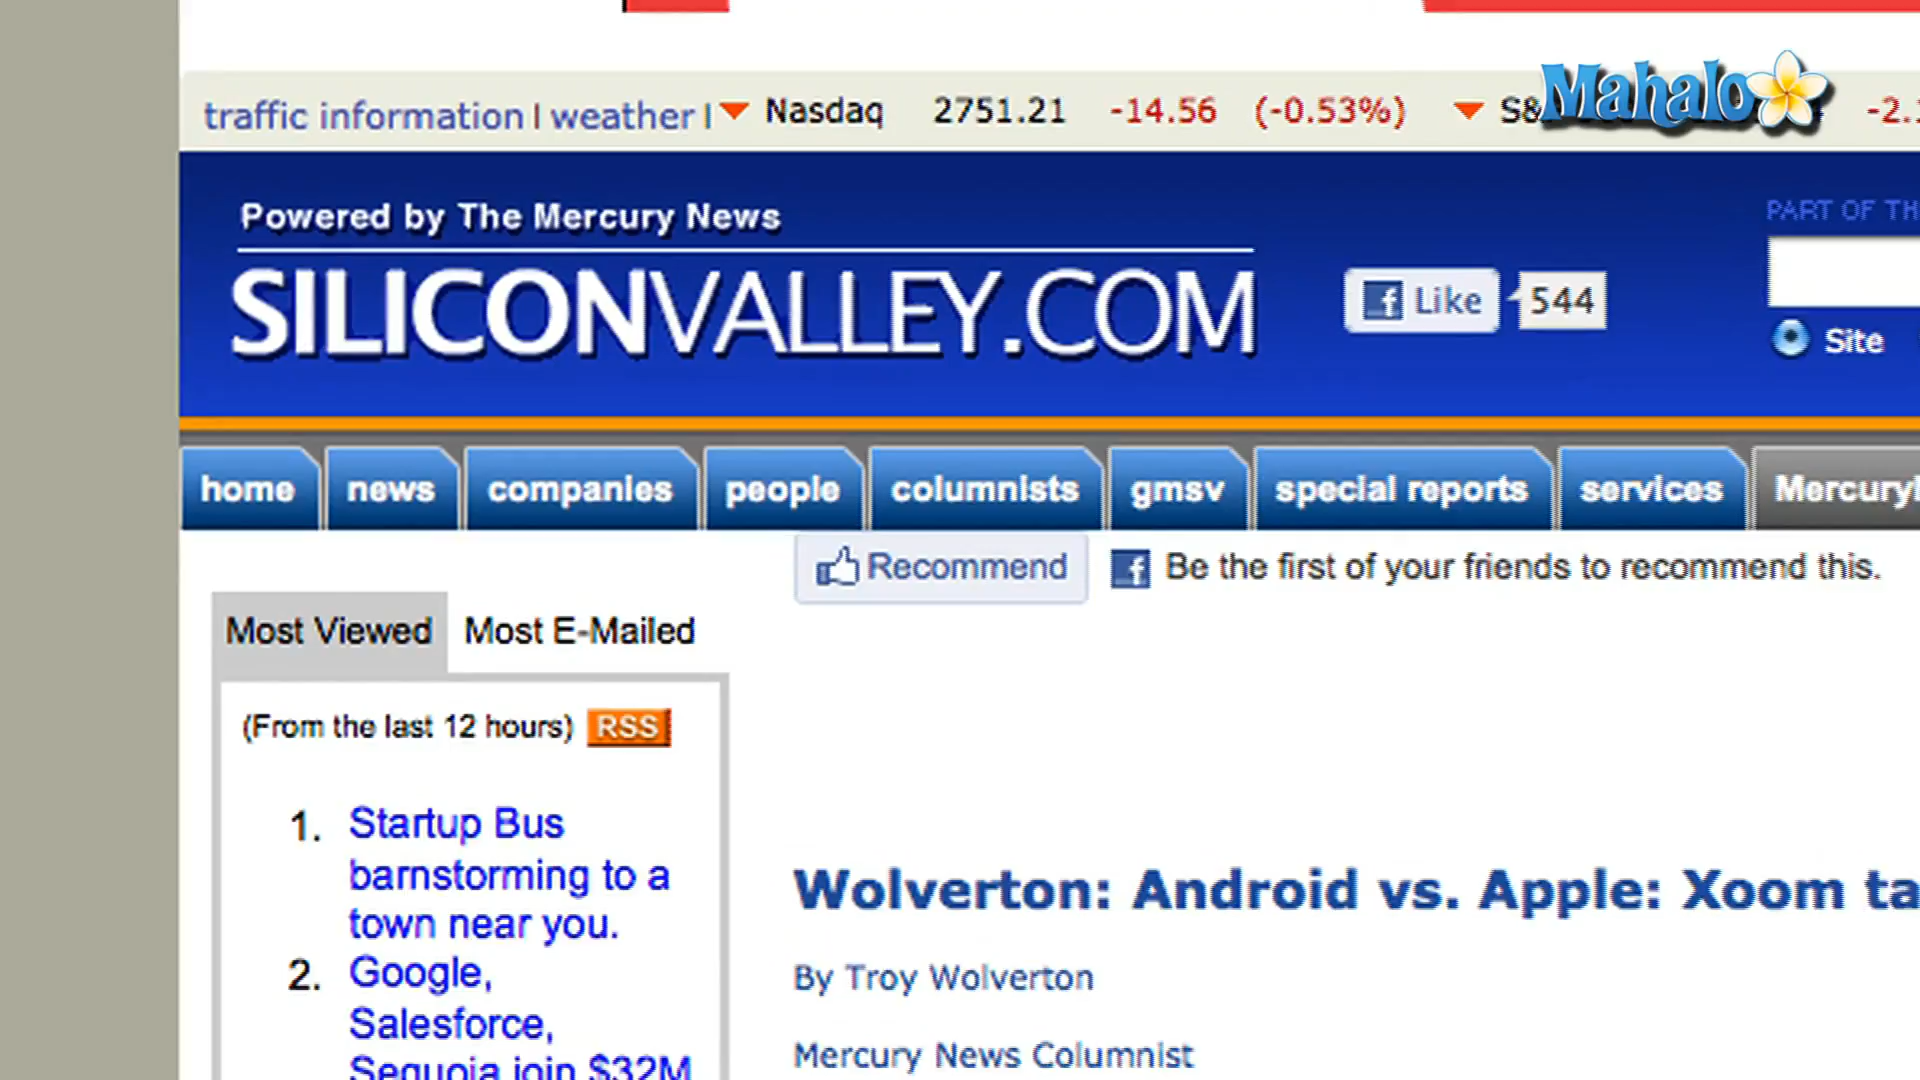 traffic information | weather | Nasdaq 2751.21 -14.56 (-0.53%) S&
Mahalo
Powered by The Mercury News
SILICONVALLEY.COM
Like 544
PART OF TH
Site
home news companies people columnists gmsv special reports services Mercury
Recommend Be the first of your friends to recommend this.
Most Viewed Most E-Mailed
(From the last 12 hours) RSS
1. Startup Bus
barnstorming to a
town near you.
2. Google,
Salesforce,
Sequoia join $32M
Wolverton: Android vs. Apple: Xoom ta
By Troy Wolverton
Mercury News Columnist